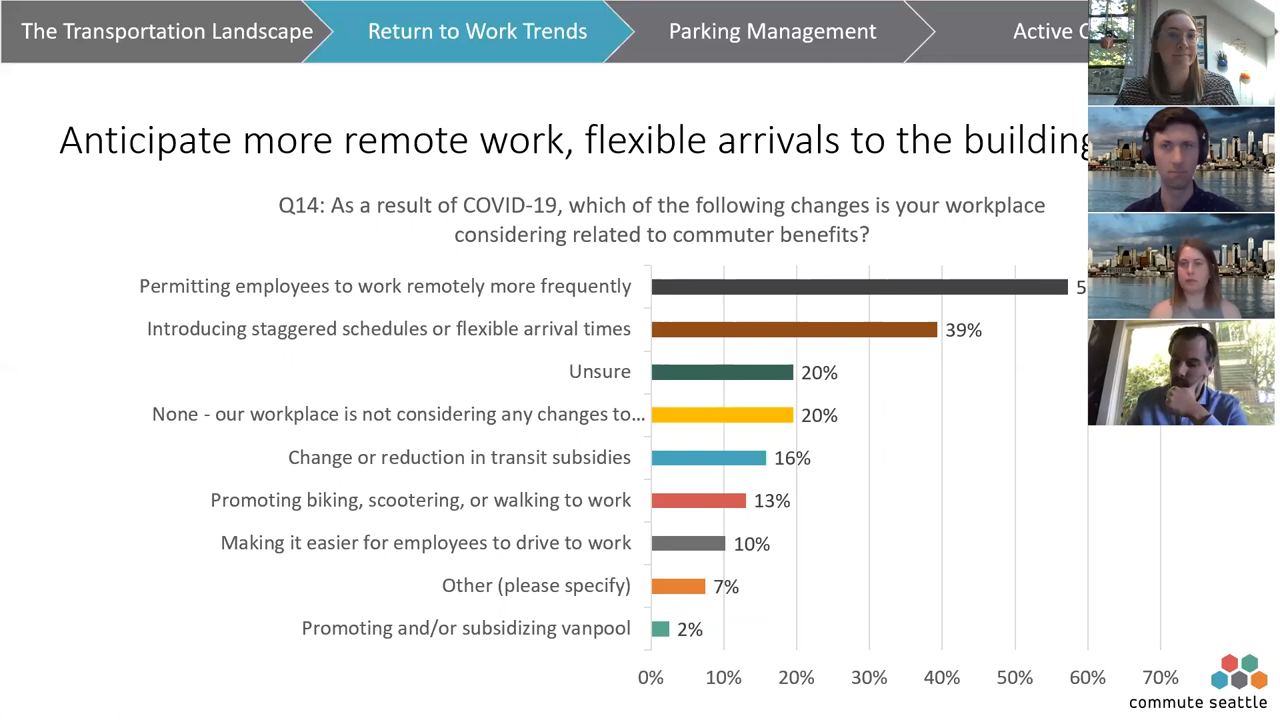 The Transportation Landscape
Return to Work Trends
Parking Management
Active
Anticipate more remote work, flexible arrivals to the building
Q14: As a result of COVID-19, which of the following changes is your workplace
considering related to commuter benefits?
Permitting employees to work remotely more frequently
5
Introducing staggered schedules or flexible arrival times
39%
Unsure
20%
None - our workplace is not considering any changes to...
20%
Change or reduction in transit subsidies
16%
Promoting biking, scootering, or walking to work
13%
Making it easier for employees to drive to work
10%
Other (please specify)
7%
Promoting and/or subsidizing vanpool
2%
0% 10% 20% 30% 40% 50% 60% 70%
commute seattle